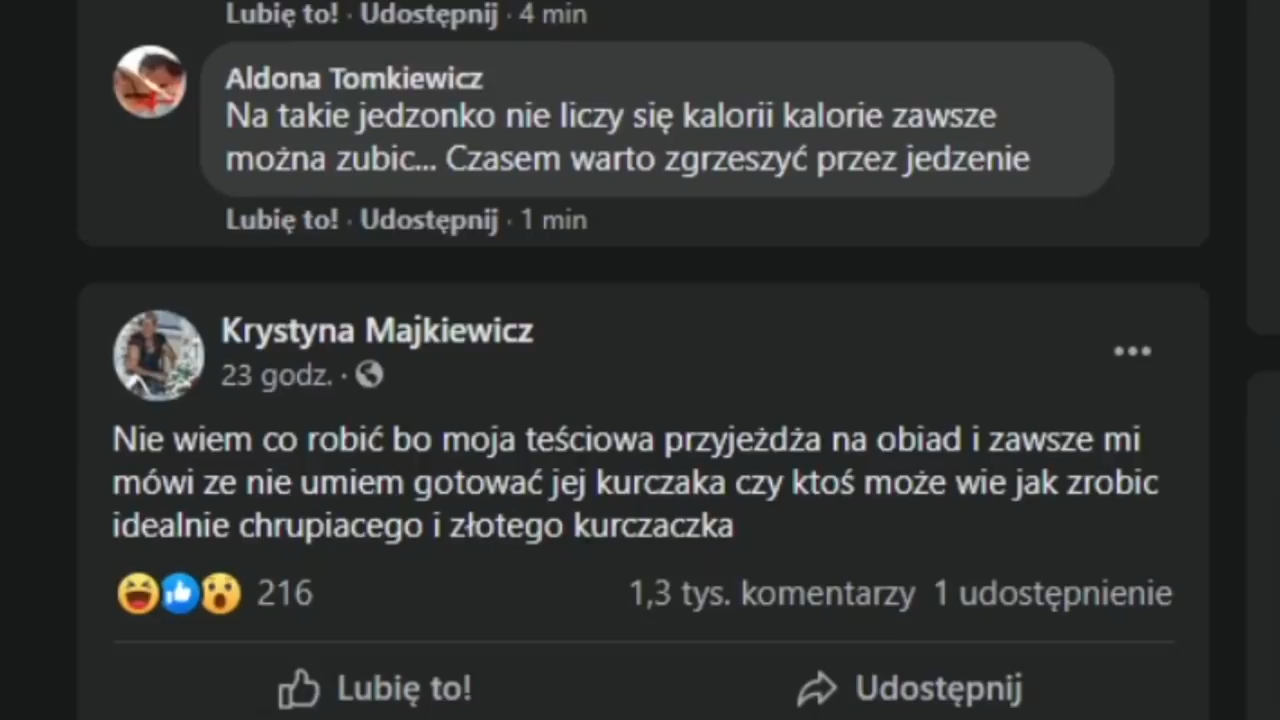 Lubię to! · Udostępnij · 4 min
Aldona Tomkiewicz
Na takie jedzonko nie liczy się kalorii kalorie zawsze
można zubic... Czasem warto zgrzeszyć przez jedzenie
Lubię to! · Udostępnij · 1 min
Krystyna Majkiewicz
23 godz. ·
Nie wiem co robić bo moja teściowa przyjeżdża na obiad i zawsze mi
mówi ze nie umiem gotować jej kurczaka czy ktoś może wie jak zrobic
idealnie chrupiacego i złotego kurczaczka
216 1,3 tys. komentarzy 1 udostępnienie
Lubię to! Udostępnij